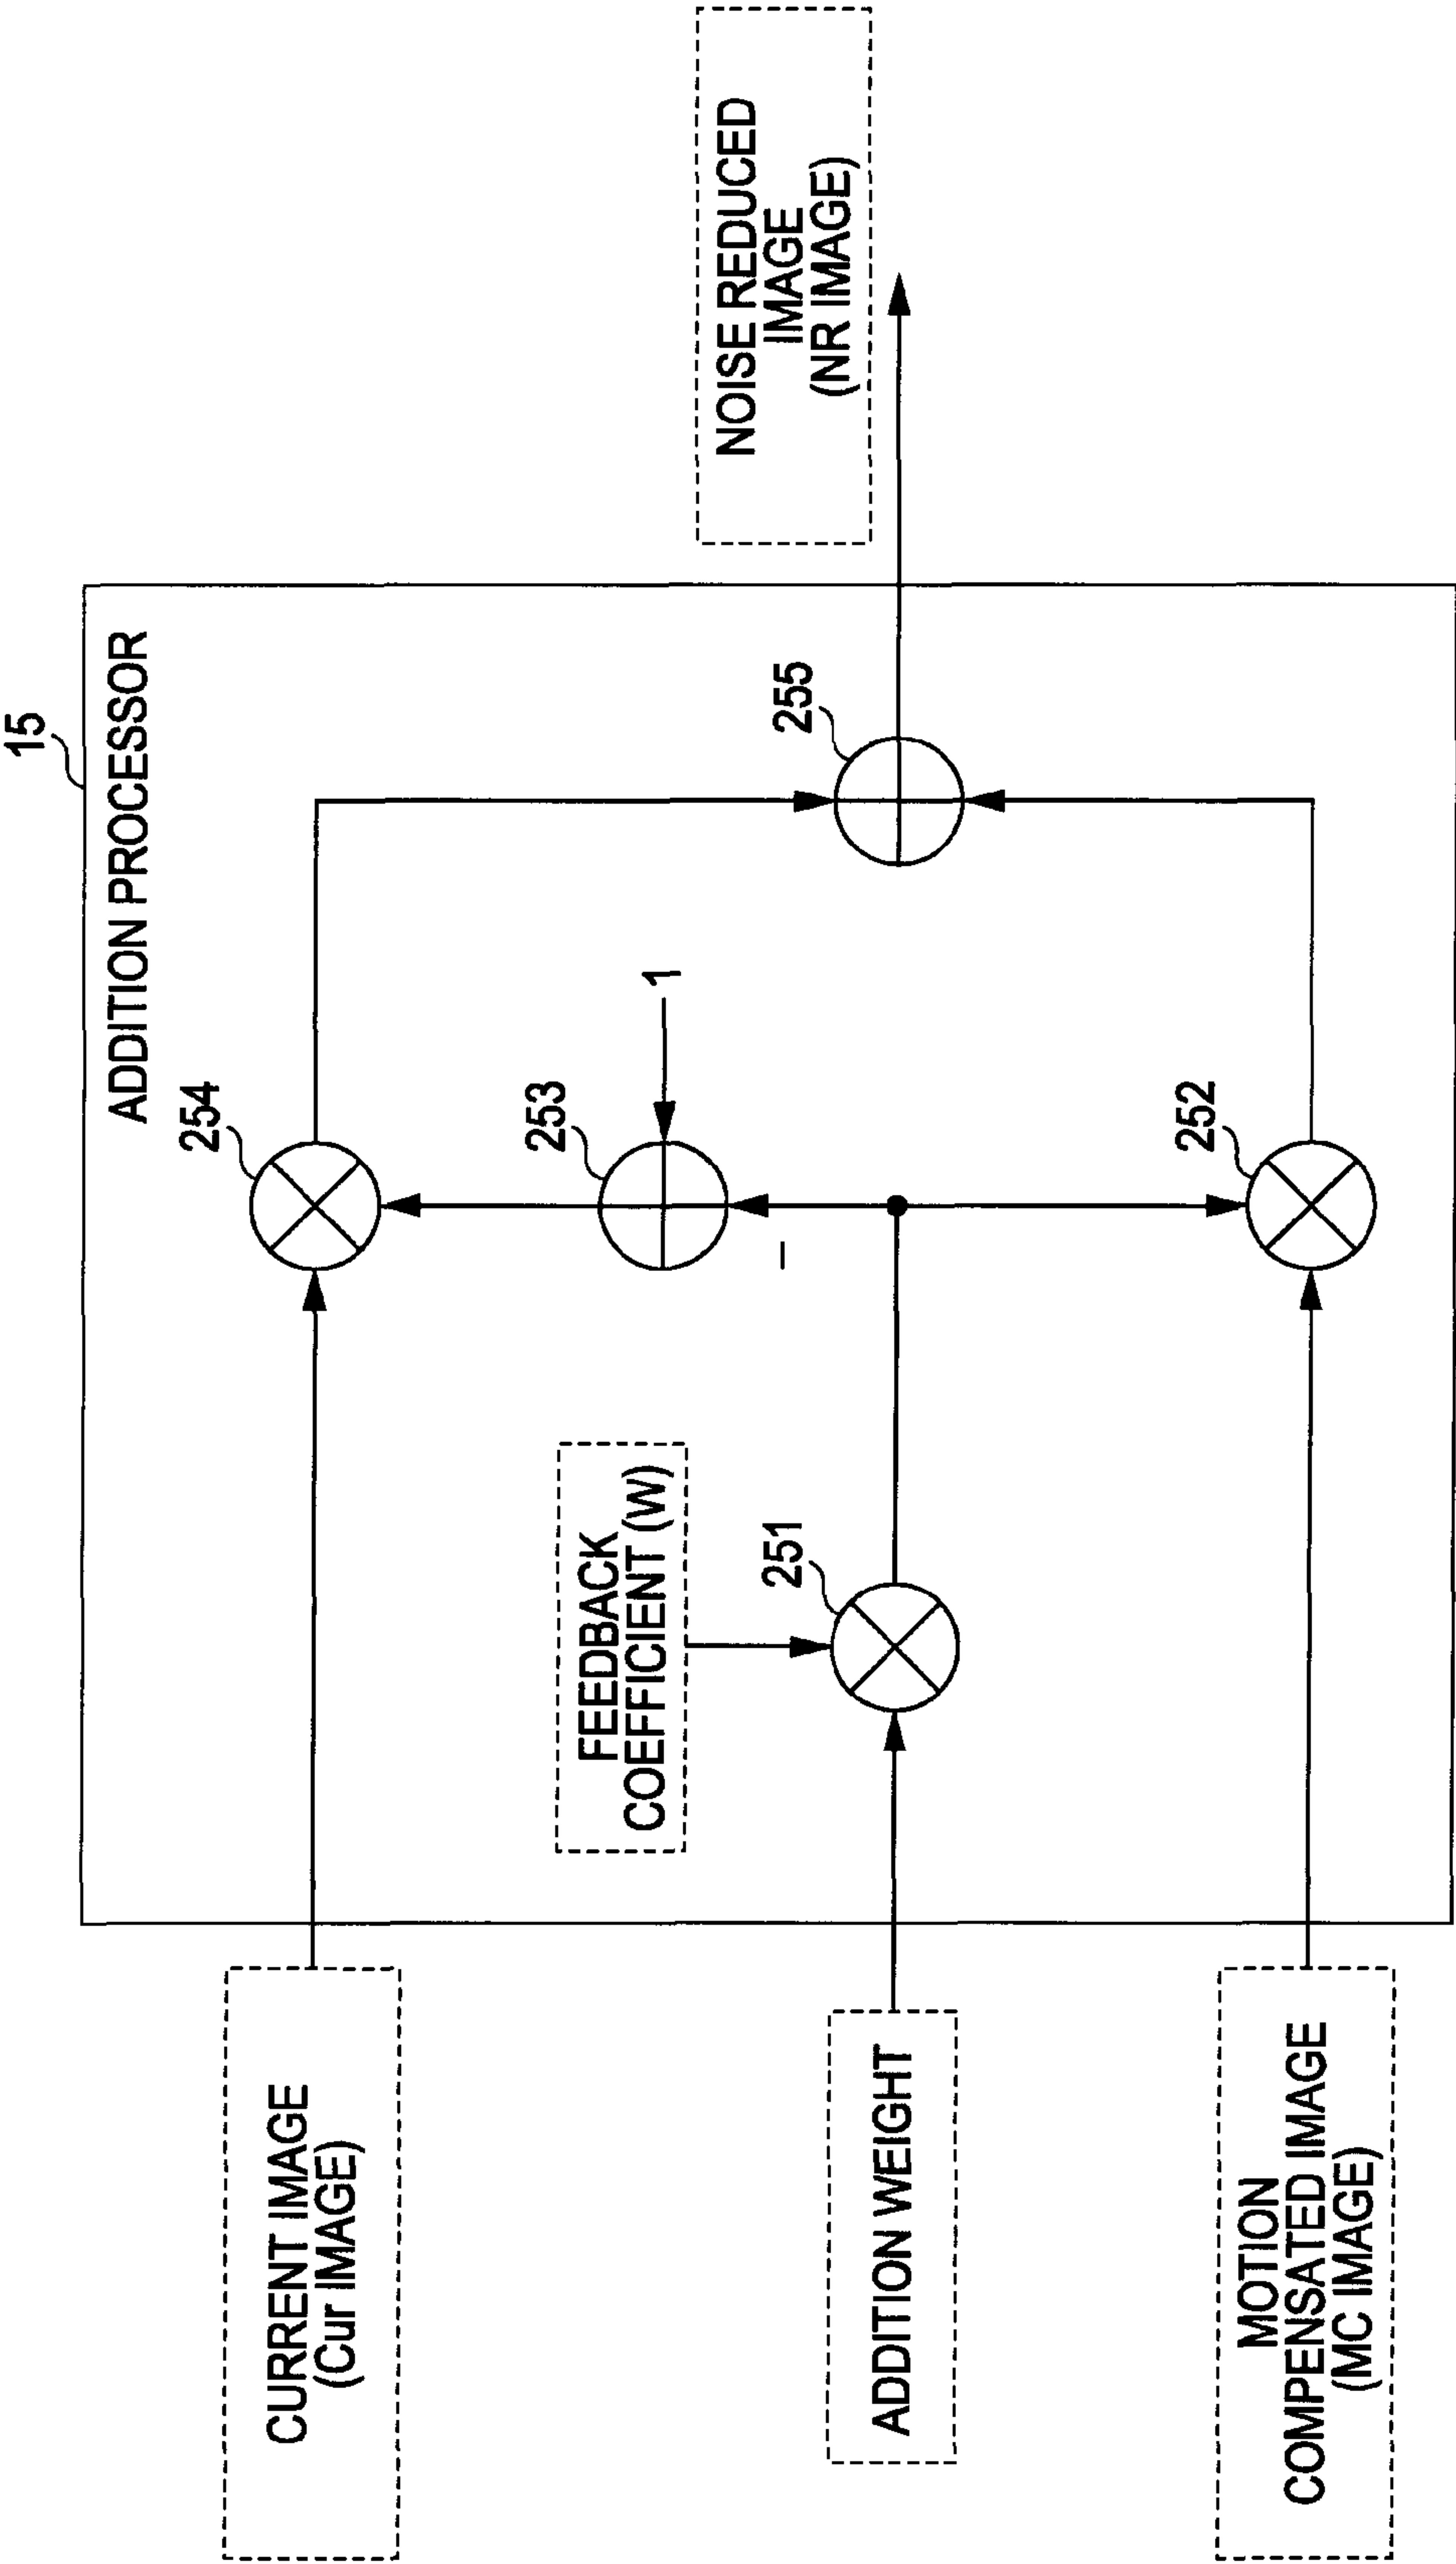 15
ADDITION PROCESSOR
CURRENT IMAGE
(Cur IMAGE)
254
FEEDBACK
COEFFICIENT (W)
253
1
–
ADDITION WEIGHT
251
255
NOISE REDUCED
IMAGE
(NR IMAGE)
MOTION
COMPENSATED IMAGE
(MC IMAGE)
252